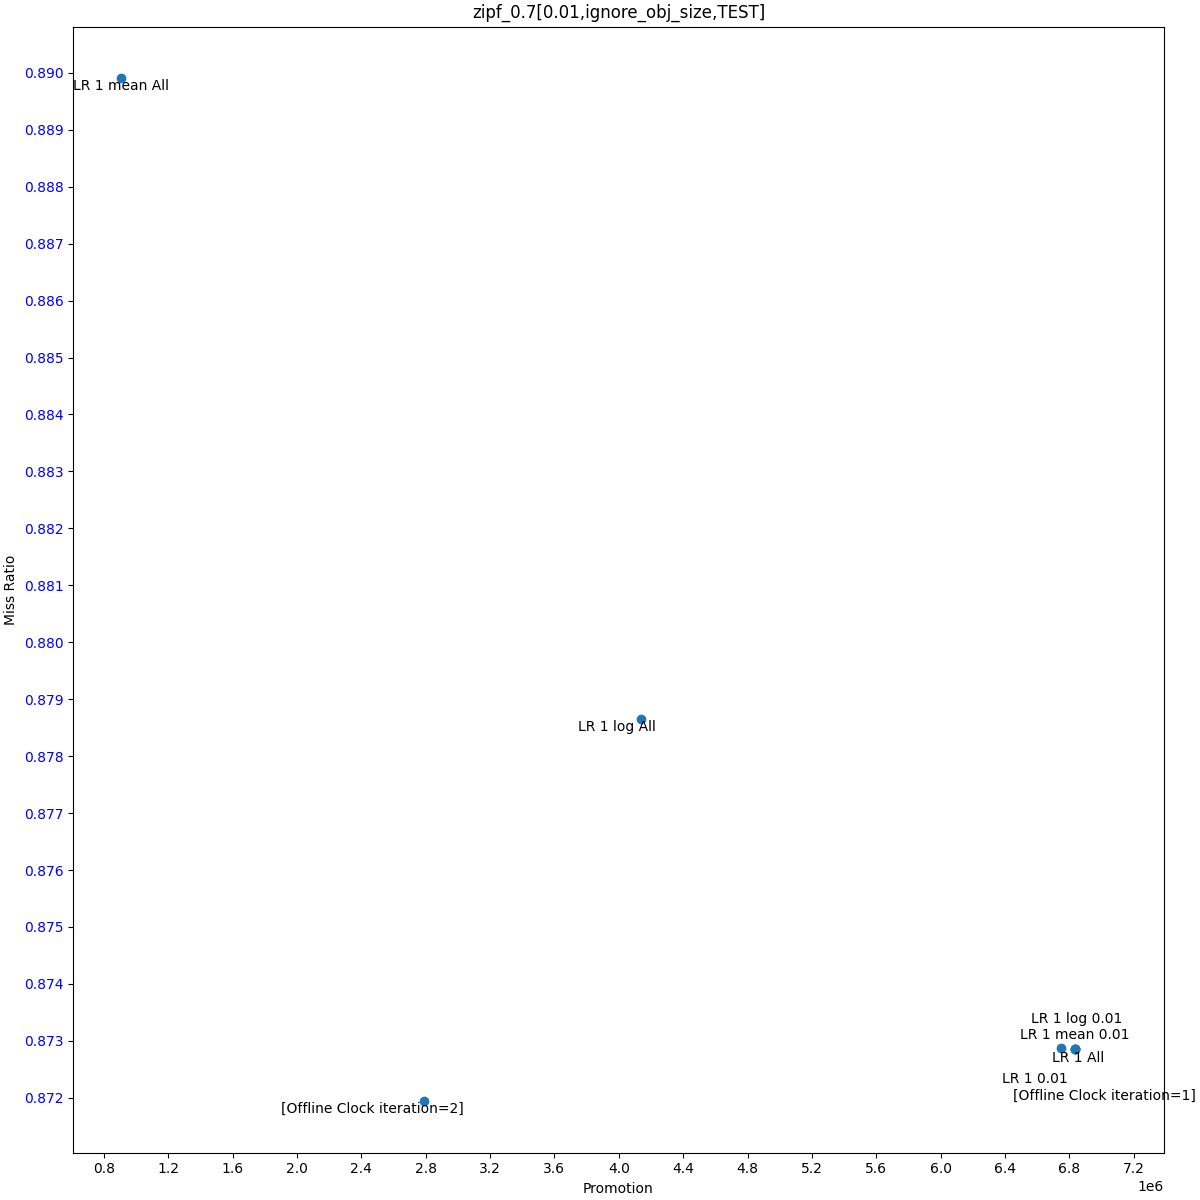 zipf_0.7[0.01,ignore_obj_size,TEST]
0.890
LR 1 mean All
0.889
0.888
0.887
0.886
0.885
0.884
0.883
0.882
0.881
0.880
0.879
LR 1 log All
0.878
0.877
0.876
0.875
0.874
0.873
LR 1 log 0.01
LR 1 mean 0.01
LR 1 All
LR 1 0.01
[Offline Clock iteration=1]
0.872
[Offline Clock iteration=2]
Miss Ratio
0.8 1.2 1.6 2.0 2.4 2.8 3.2 3.6 4.0 4.4 4.8 5.2 5.6 6.0 6.4 6.8 7.2
1e6
Promotion